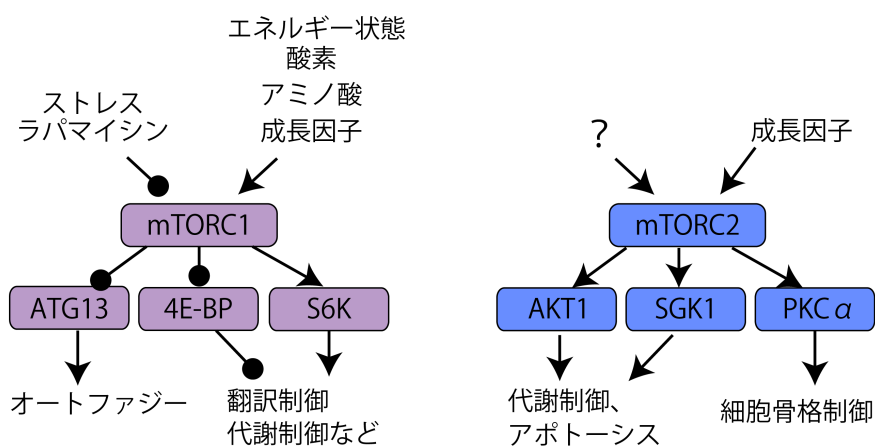 エネルギー状態
酸素
アミノ酸
成長因子
ストレス
ラパマイシン
mTORC1
ATG13
4E-BP
S6K
オートファジー
翻訳制御
代謝制御など
?
成長因子
mTORC2
AKT1
SGK1
PKCα
代謝制御、
アポトーシス
細胞骨格制御